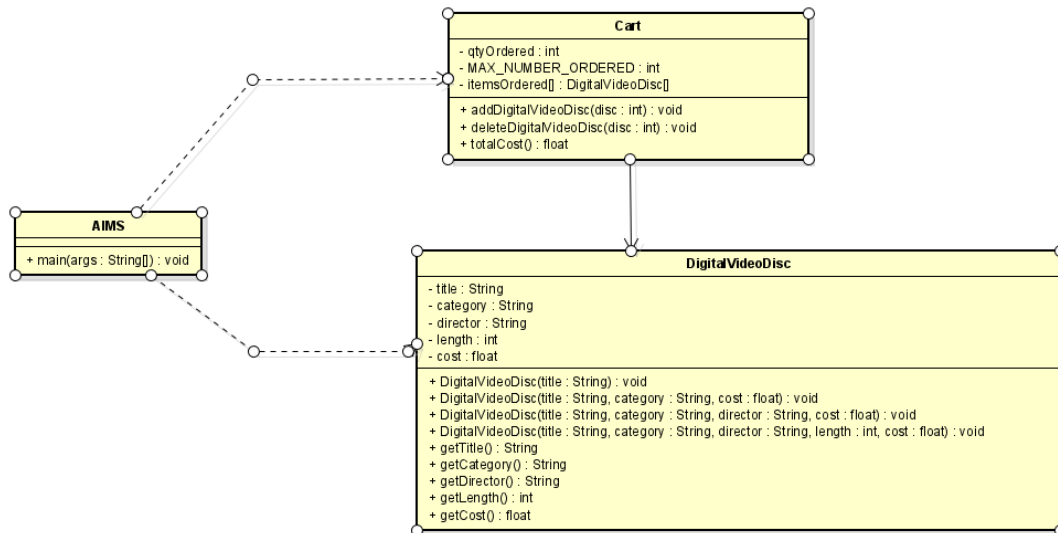 Cart
- qtyOrdered : int
- MAX_NUMBER_ORDERED : int
- itemsOrdered[] : DigitalVideoDisc[]
+ addDigitalVideoDisc(disc : int) : void
+ deleteDigitalVideoDisc(disc : int) : void
+ totalCost() : float
AIMS
+ main(args : String[]) : void
DigitalVideoDisc
- title : String
- category : String
- director : String
- length : int
- cost : float
+ DigitalVideoDisc(title : String) : void
+ DigitalVideoDisc(title : String, category : String, cost : float) : void
+ DigitalVideoDisc(title : String, category : String, director : String, cost : float) : void
+ DigitalVideoDisc(title : String, category : String, director : String, length : int, cost : float) : void
+ getTitle() : String
+ getCategory() : String
+ getDirector() : String
+ getLength() : int
+ getCost() : float